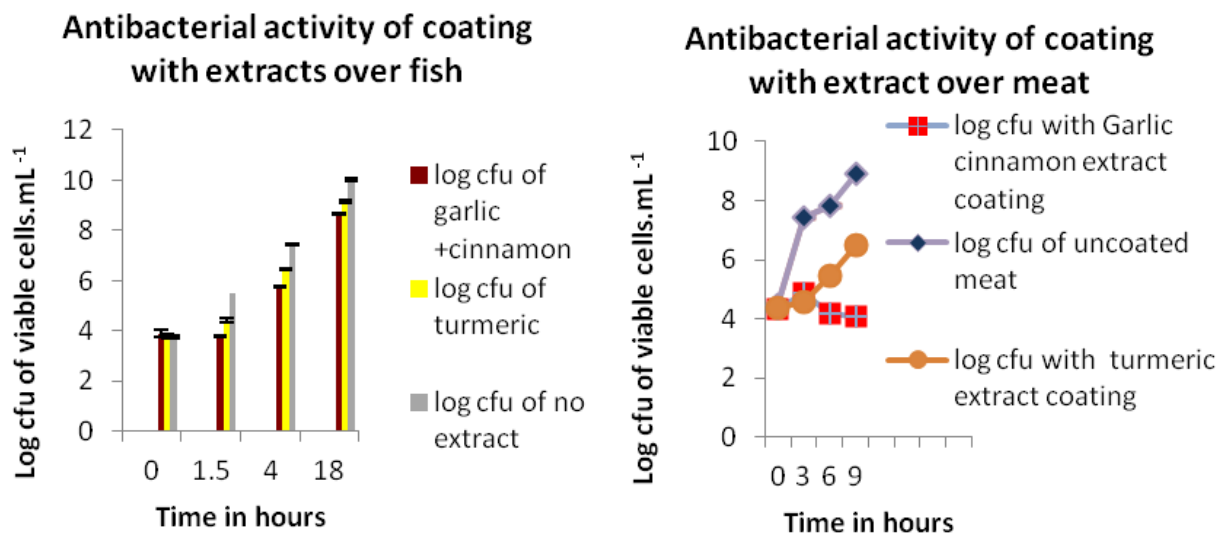 Antibacterial activity of coating
with extracts over fish
Log cfu of viable cells.mL -1
12
10
8
6
4
2
0
0 1.5 4 18
Time in hours
log cfu of
garlic
+cinnamon
log cfu of
turmeric
log cfu of no
extract
Antibacterial activity of coating
with extract over meat
Log cfu of viable cells.mL -1
10
8
6
4
2
0
0 3 6 9
Time in hours
log cfu with Garlic
cinnamon extract
coating
log cfu of uncoated
meat
log cfu with turmeric
extract coating